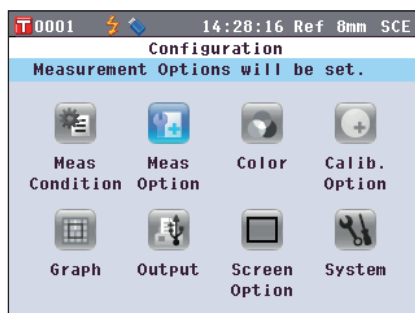 T0001 14:28:16 Ref 8mm SCE
Configuration
Measurement Options will be set.
Meas Condition
Meas Option
Color
Calib. Option
Graph
Output
Screen Option
System